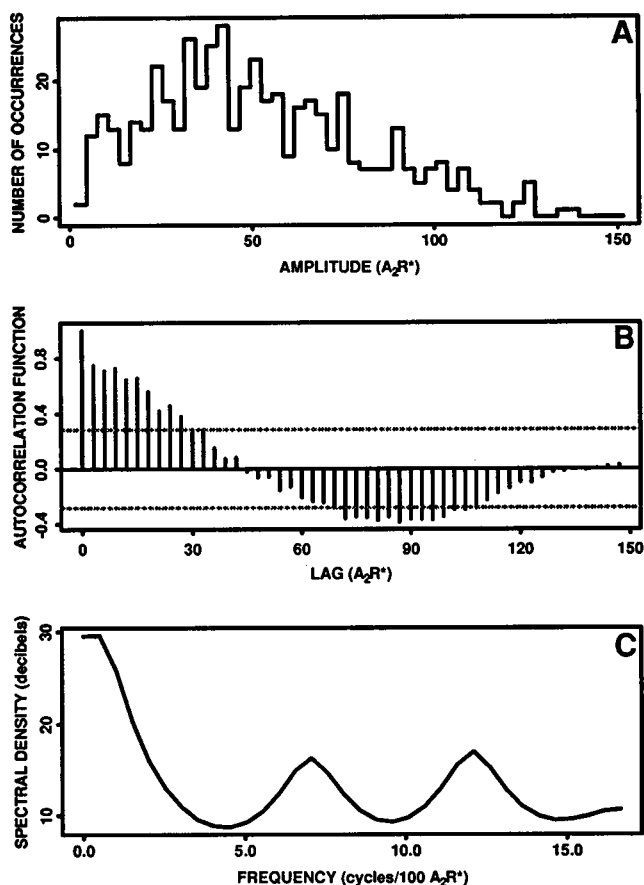 A
NUMBER OF OCCURRENCES
20
10
0
0
50
100
150
AMPLITUDE (A₂R*)
B
AUTOCORRELATION FUNCTION
0.8
0.4
0.0
-0.4
0
30
60
90
120
150
LAG (A₂R*)
C
SPECTRAL DENSITY (decibels)
30
20
10
0.0
5.0
10.0
15.0
FREQUENCY (cycles/100 A₂R*)